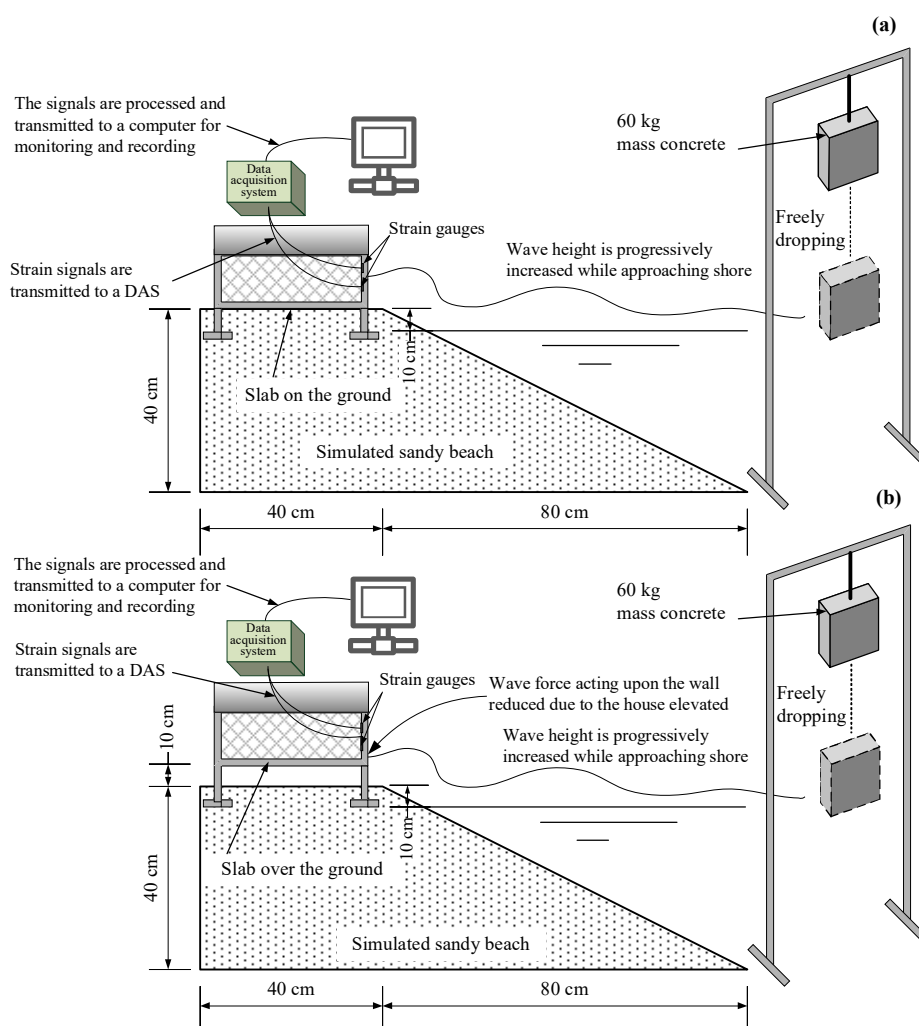 (a)
The signals are processed and
transmitted to a computer for
monitoring and recording
60 kg
mass concrete
Data
acquisition
system
Freely
dropping
Strain gauges
Wave height is progressively
increased while approaching shore
Strain signals are
transmitted to a DAS
10 cm
40 cm
Slab on the ground
Simulated sandy beach
40 cm
80 cm
(b)
The signals are processed and
transmitted to a computer for
monitoring and recording
60 kg
mass concrete
Data
acquisition
system
Strain signals are
transmitted to a DAS
Strain gauges
Wave force acting upon the wall
reduced due to the house elevated
Freely
dropping
Wave height is progressively
increased while approaching shore
10 cm
10 cm
40 cm
Slab over the ground
Simulated sandy beach
40 cm
80 cm